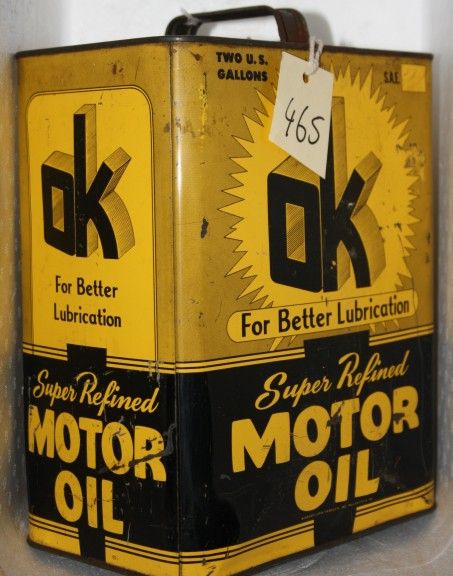 ok
For Better
Lubrication
Super Refined
MOTOR
OIL
TWO U.S.
GALLONS
S.A.E.
465
ok
For Better Lubrication
Super Refined
MOTOR
OIL